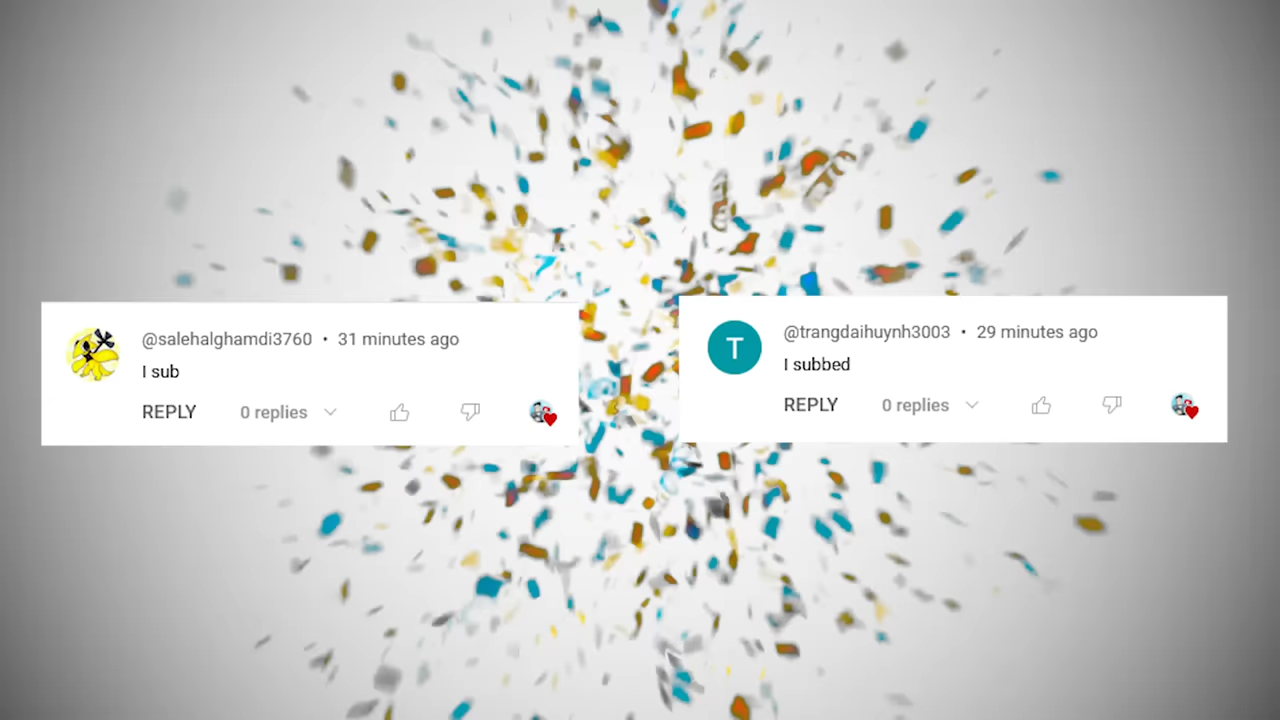 @salehalghamdi3760 • 31 minutes ago
I sub
REPLY 0 replies
@trangdaihuynh3003 • 29 minutes ago
T
I subbed
REPLY 0 replies